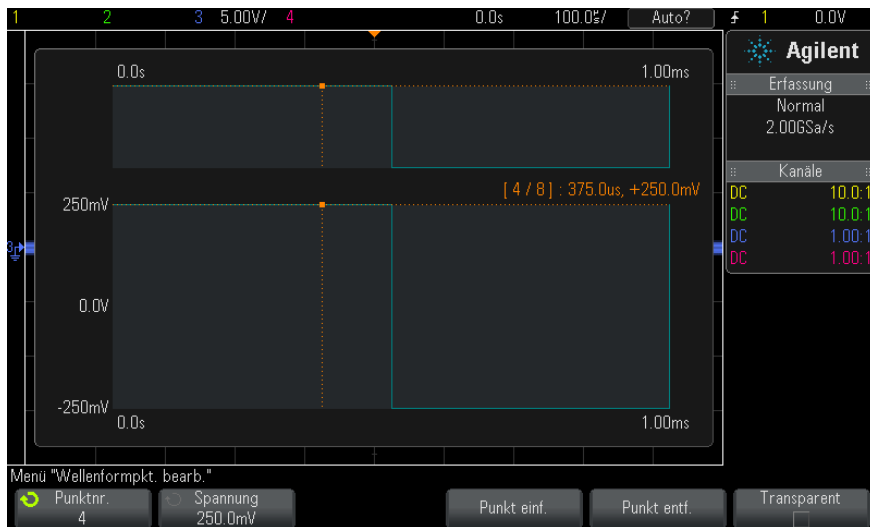 1 2 3 5.00V/ 4 0.0s 100.0㎲/ Auto? 1 0.0V
Agilent
Erfassung
Normal
2.00GSa/s
Kanäle
DC 10.0:1
DC 10.0:1
DC 1.00:1
DC 1.00:1
0.0s 1.00ms
[ 4 / 8 ] : 375.0us, +250.0mV
250mV
0.0V
-250mV
0.0s 1.00ms
3
Menü "Wellenformpkt. bearb."
Punktnr.
4
Spannung
250.0mV
Punkt einf.
Punkt entf.
Transparent